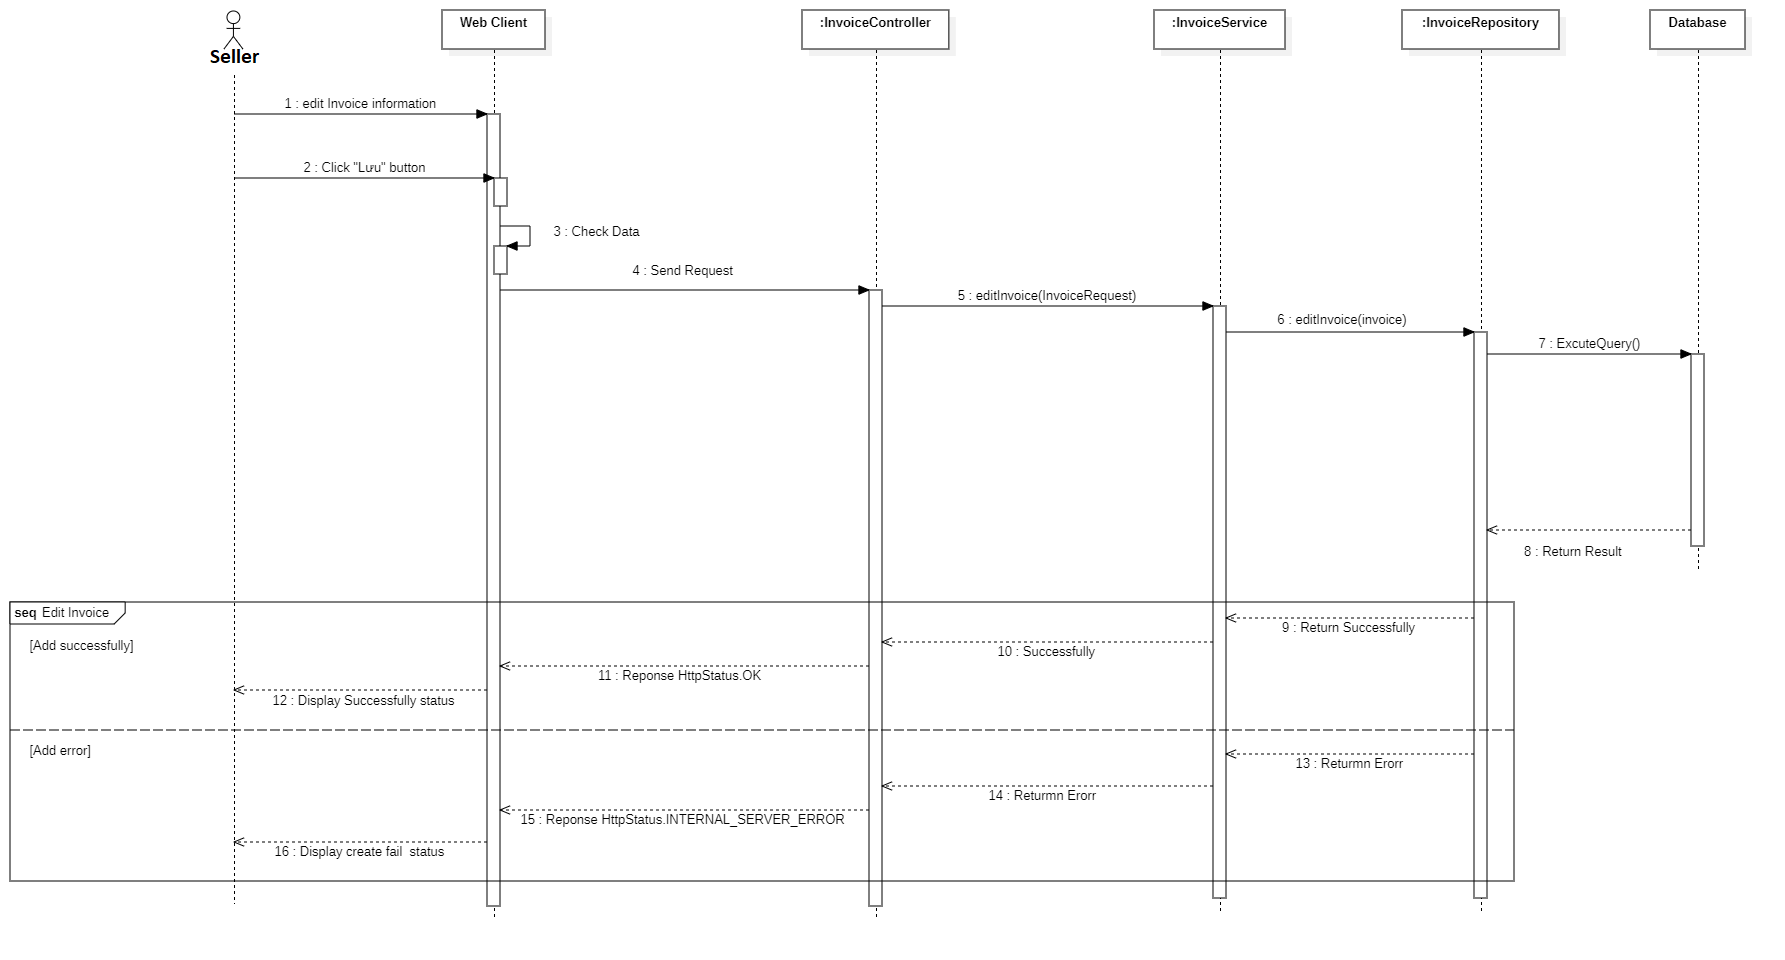 Seller
Web Client
:InvoiceController
:InvoiceService
:InvoiceRepository
Database
1 : edit Invoice information
2 : Click "Lưu" button
3 : Check Data
4 : Send Request
5 : editInvoice(InvoiceRequest)
6 : editInvoice(invoice)
7 : ExcuteQuery()
8 : Return Result
seq Edit Invoice
[Add successfully]
9 : Return Successfully
10 : Successfully
11 : Reponse HttpStatus.OK
12 : Display Successfully status
[Add error]
13 : Returmn Erorr
14 : Returmn Erorr
15 : Reponse HttpStatus.INTERNAL_SERVER_ERROR
16 : Display create fail  status